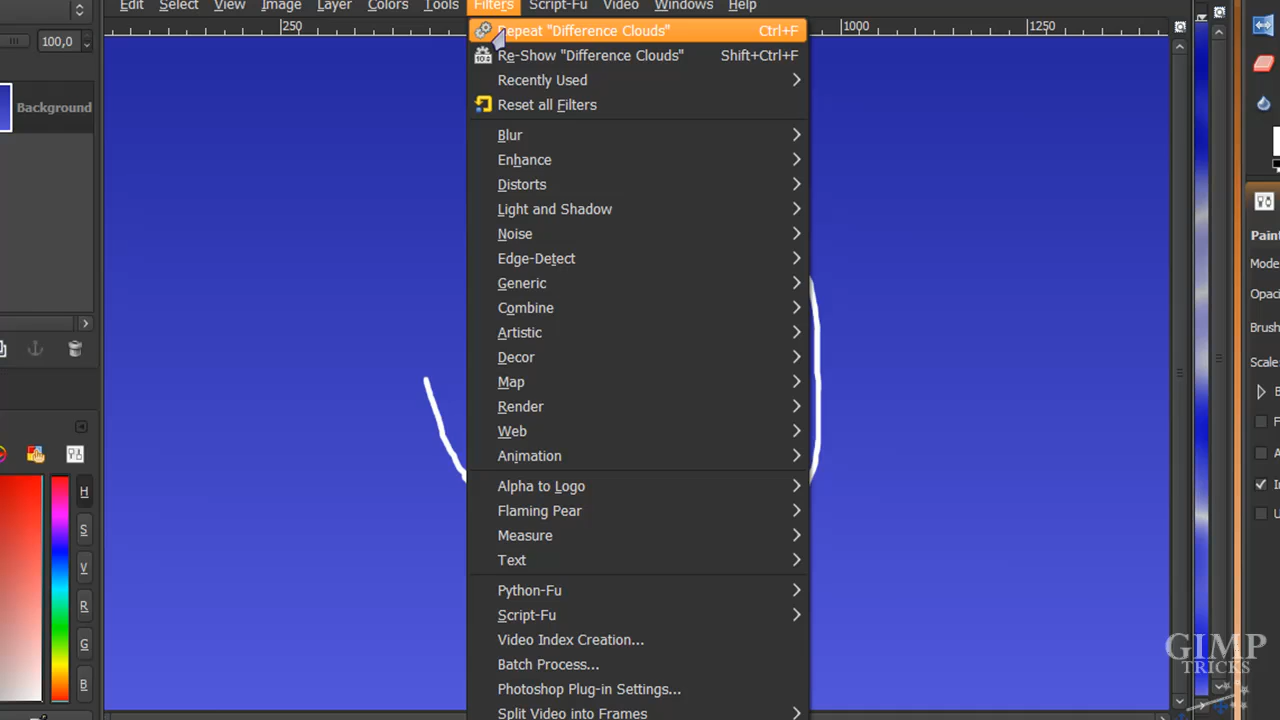 Edit Select View Image Layer Colors Tools Filters Script-Fu Video Windows Help
250 1000 1250
100,0
Background
Repeat "Difference Clouds" Ctrl+F
Re-Show "Difference Clouds" Shift+Ctrl+F
Recently Used
Reset all Filters
Blur
Enhance
Distorts
Light and Shadow
Noise
Edge-Detect
Generic
Combine
Artistic
Decor
Map
Render
Web
Animation
Alpha to Logo
Flaming Pear
Measure
Text
Python-Fu
Script-Fu
Video Index Creation...
Batch Process...
Photoshop Plug-in Settings...
Split Video into Frames
H
S
V
R
G
B
Pain
Mode
Opaci
Brush
Scale
GIMP
TRICKS